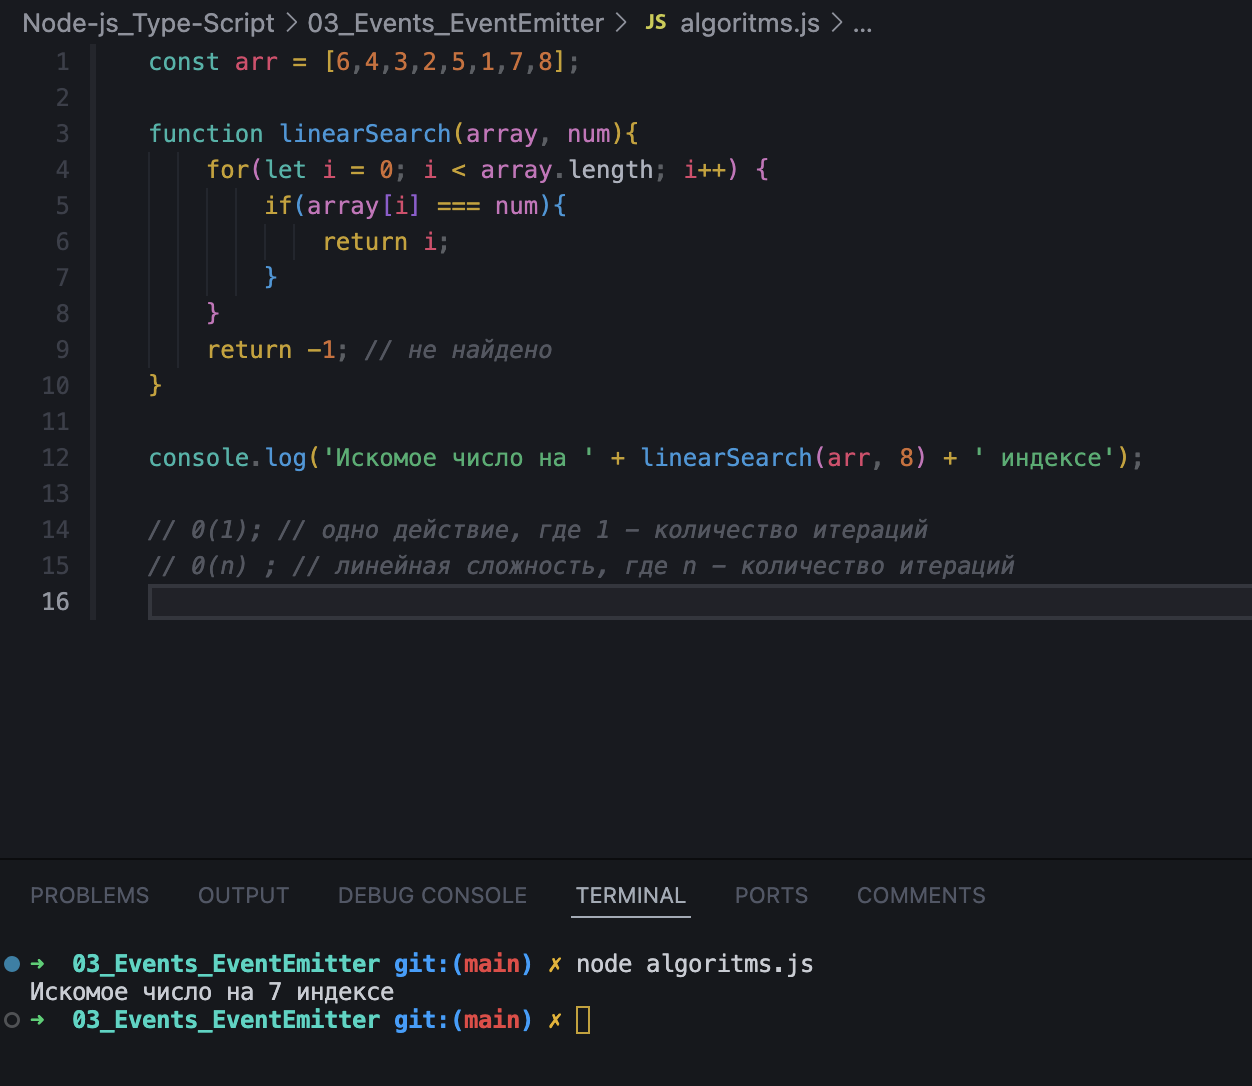 Node-js_Type-Script > 03_Events_EventEmitter > JS algoritms.js > ...
1 const arr = [6,4,3,2,5,1,7,8];
2
3 function linearSearch(array, num){
4 for(let i = 0; i < array.length; i++) {
5 if(array[i] === num){
6 return i;
7 }
8 }
9 return -1; // не найдено
10 }
11
12 console.log('Искомое число на ' + linearSearch(arr, 8) + ' индексе');
13
14 // 0(1); // одно действие, где 1 - количество итераций
15 // 0(n) ; // линейная сложность, где n - количество итераций
16
PROBLEMS OUTPUT DEBUG CONSOLE TERMINAL PORTS COMMENTS
➜ 03_Events_EventEmitter git:(main) ✗ node algoritms.js
Искомое число на 7 индексе
➜ 03_Events_EventEmitter git:(main) ✗